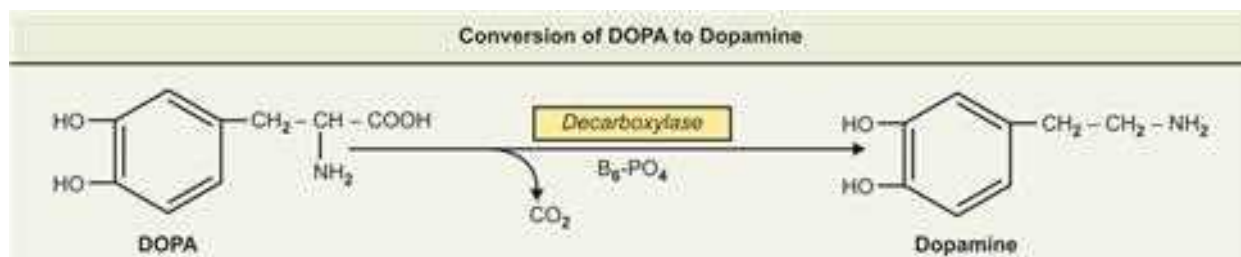 Conversion of DOPA to Dopamine
HO
HO
CH₂ – CH – COOH
NH₂
DOPA
Decarboxylase
B₆-PO₄
CO₂
HO
HO
CH₂ – CH₂ – NH₂
Dopamine